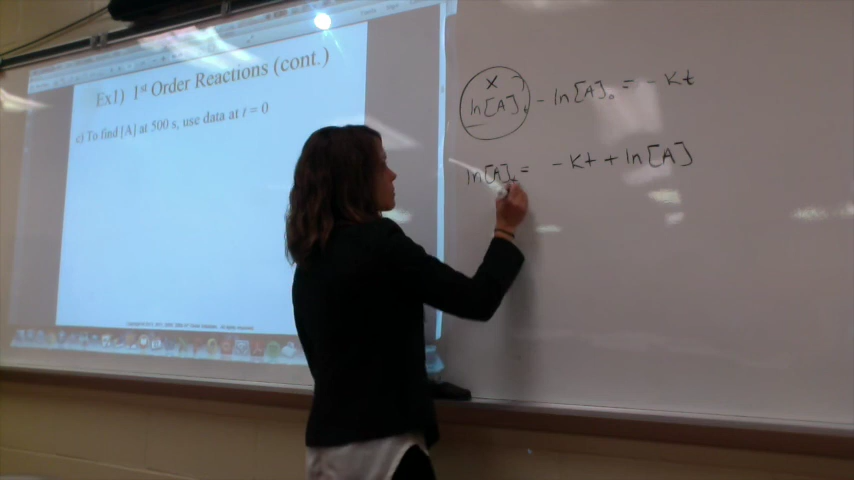 Ex1) 1st Order Reactions (cont.)
c) To find [A] at 500 s, use data at t = 0
x
ln[A]t - ln[A]o = - Kt
ln[A]t = - Kt + ln[A]